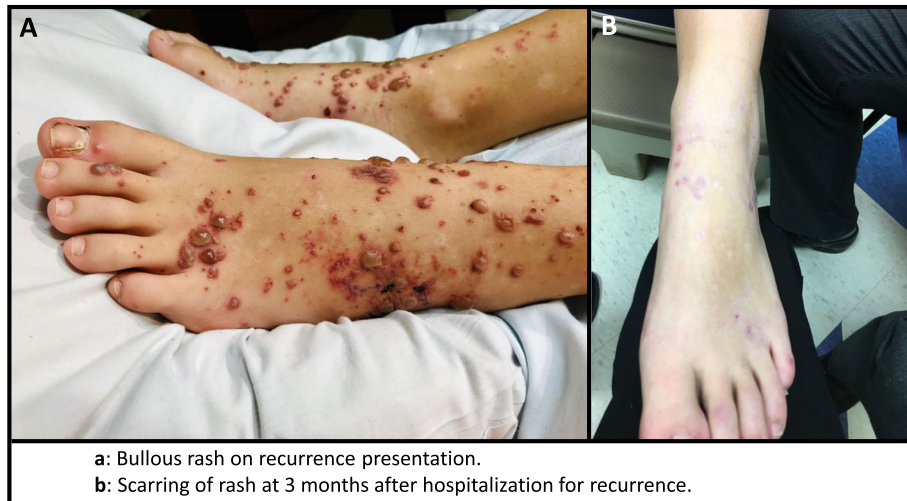 A
B
a: Bullous rash on recurrence presentation.
b: Scarring of rash at 3 months after hospitalization for recurrence.